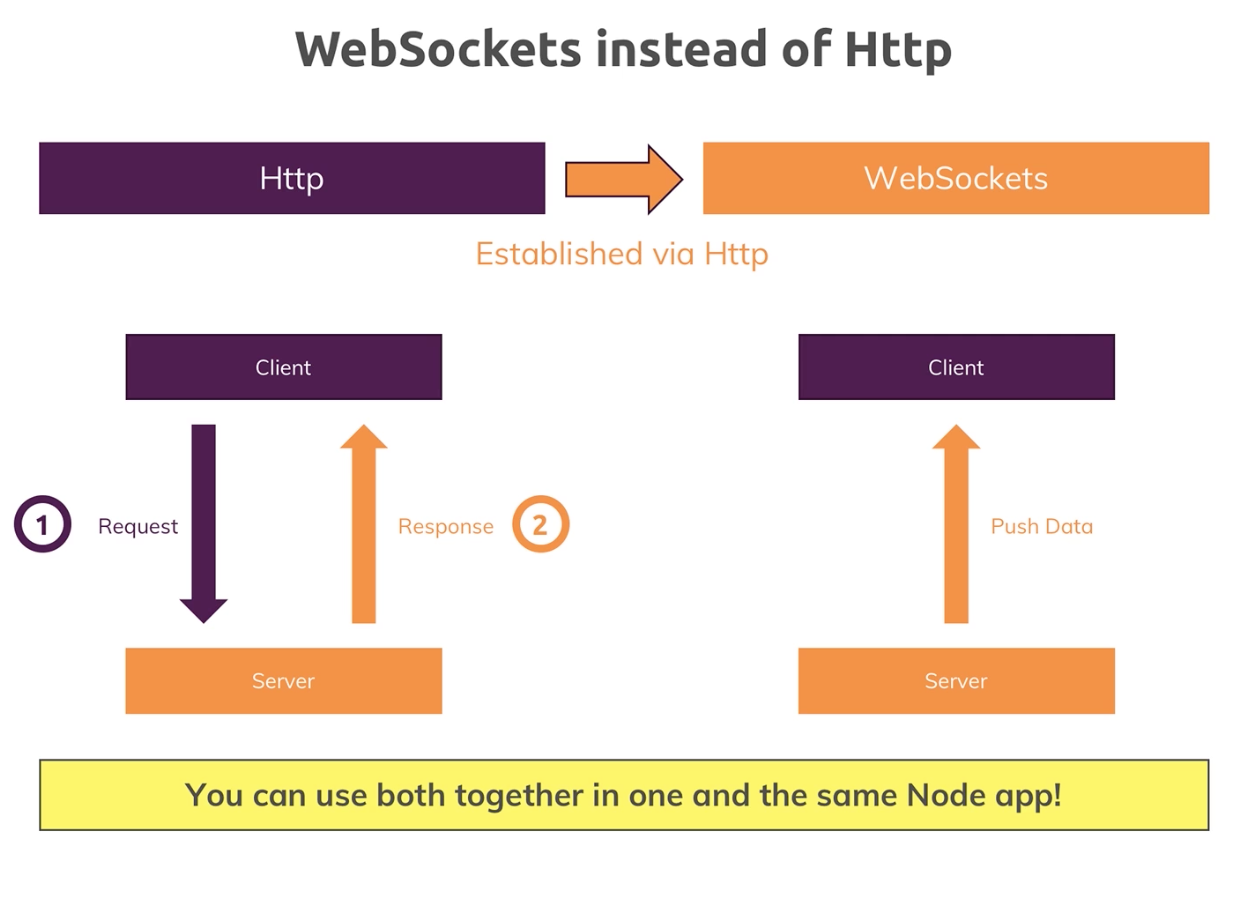 WebSockets instead of Http
Http
WebSockets
Established via Http
Client
Client
1
Request
Response
2
Push Data
Server
Server
You can use both together in one and the same Node app!